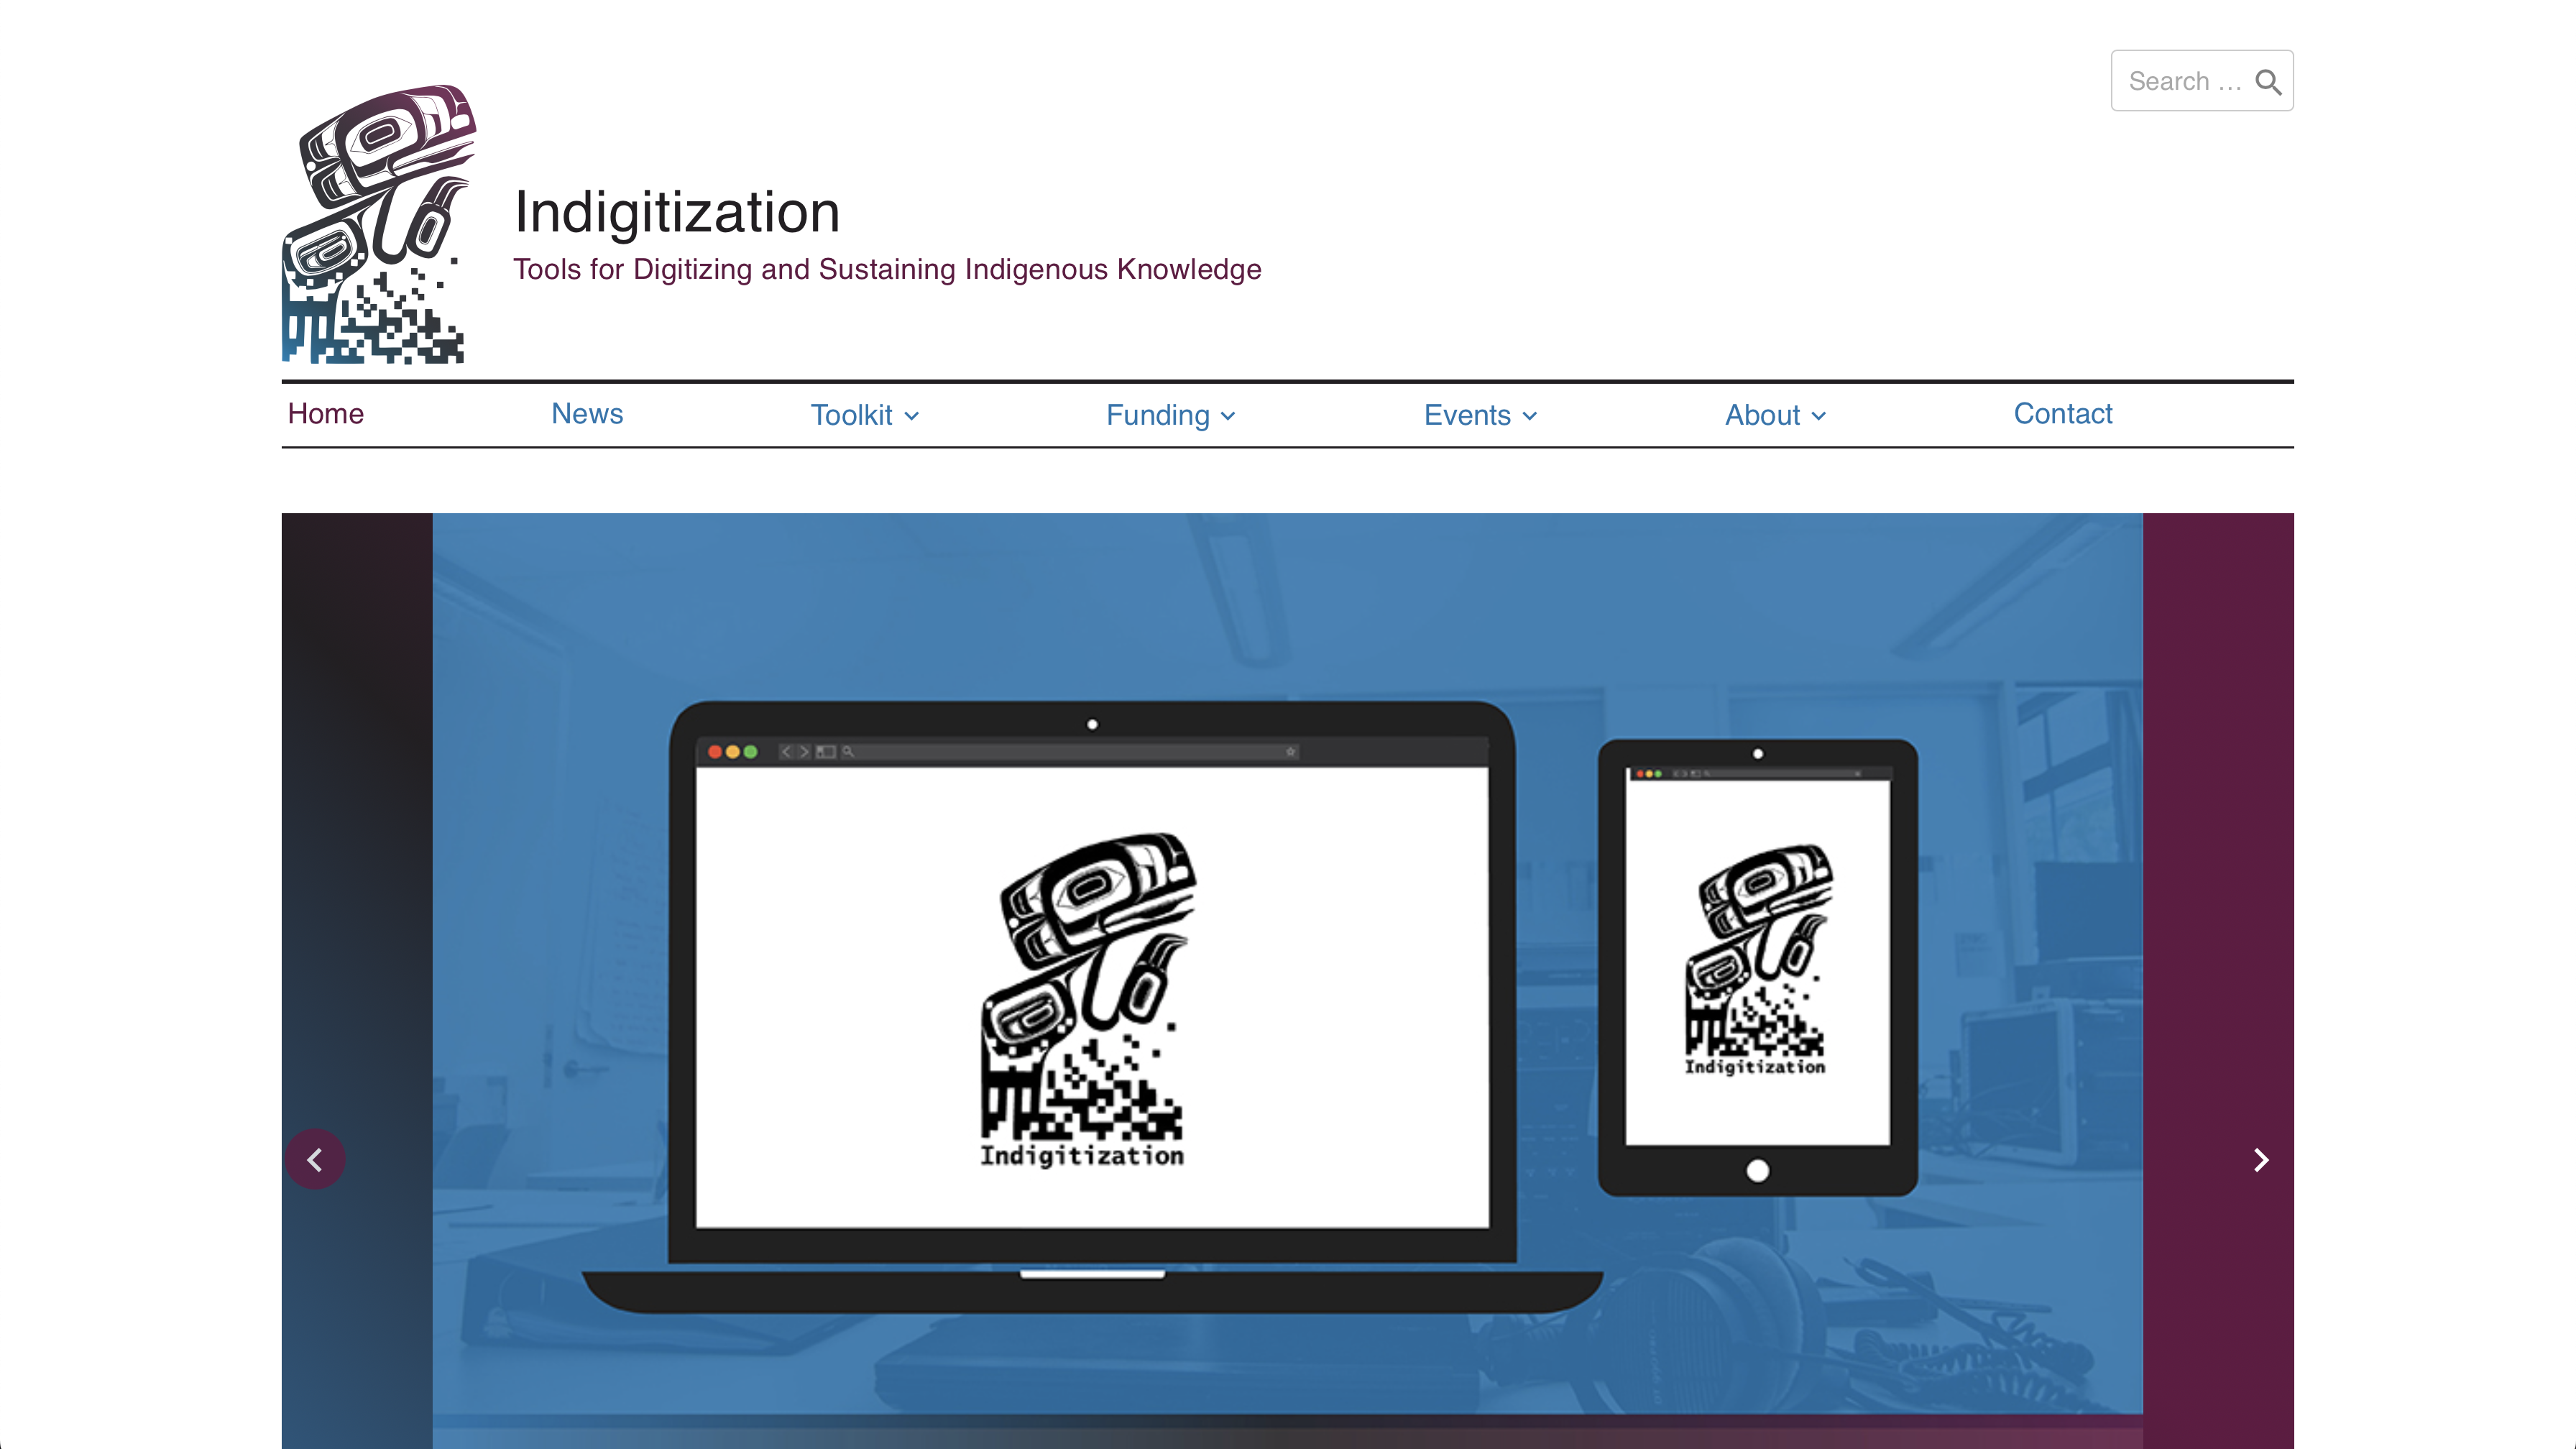 Search ...
Indigitization
Tools for Digitizing and Sustaining Indigenous Knowledge
Home
News
Toolkit
Funding
Events
About
Contact
Indigitization
Indigitization